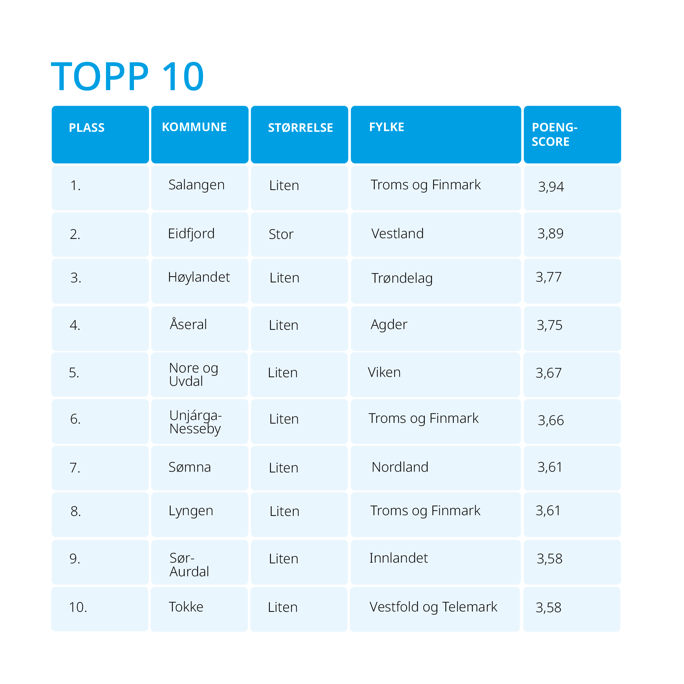 TOPP 10
PLASS KOMMUNE STØRRELSE FYLKE POENG-
SCORE
1. Salangen Liten Troms og Finmark 3,94
2. Eidfjord Stor Vestland 3,89
3. Høylandet Liten Trøndelag 3,77
4. Åseral Liten Agder 3,75
5. Nore og
Uvdal Liten Viken 3,67
6. Unjárga-
Nesseby Liten Troms og Finmark 3,66
7. Sømna Liten Nordland 3,61
8. Lyngen Liten Troms og Finmark 3,61
9. Sør-
Aurdal Liten Innlandet 3,58
10. Tokke Liten Vestfold og Telemark 3,58